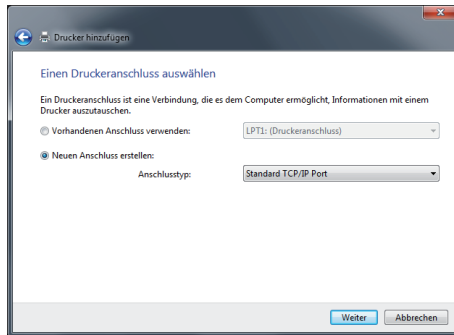 Drucker hinzufügen
Einen Druckeranschluss auswählen
Ein Druckeranschluss ist eine Verbindung, die es dem Computer ermöglicht, Informationen mit einem
Drucker auszutauschen.
Vorhandenen Anschluss verwenden: LPT1: (Druckeranschluss)
Neuen Anschluss erstellen:
Anschlusstyp: Standard TCP/IP Port
Weiter Abbrechen